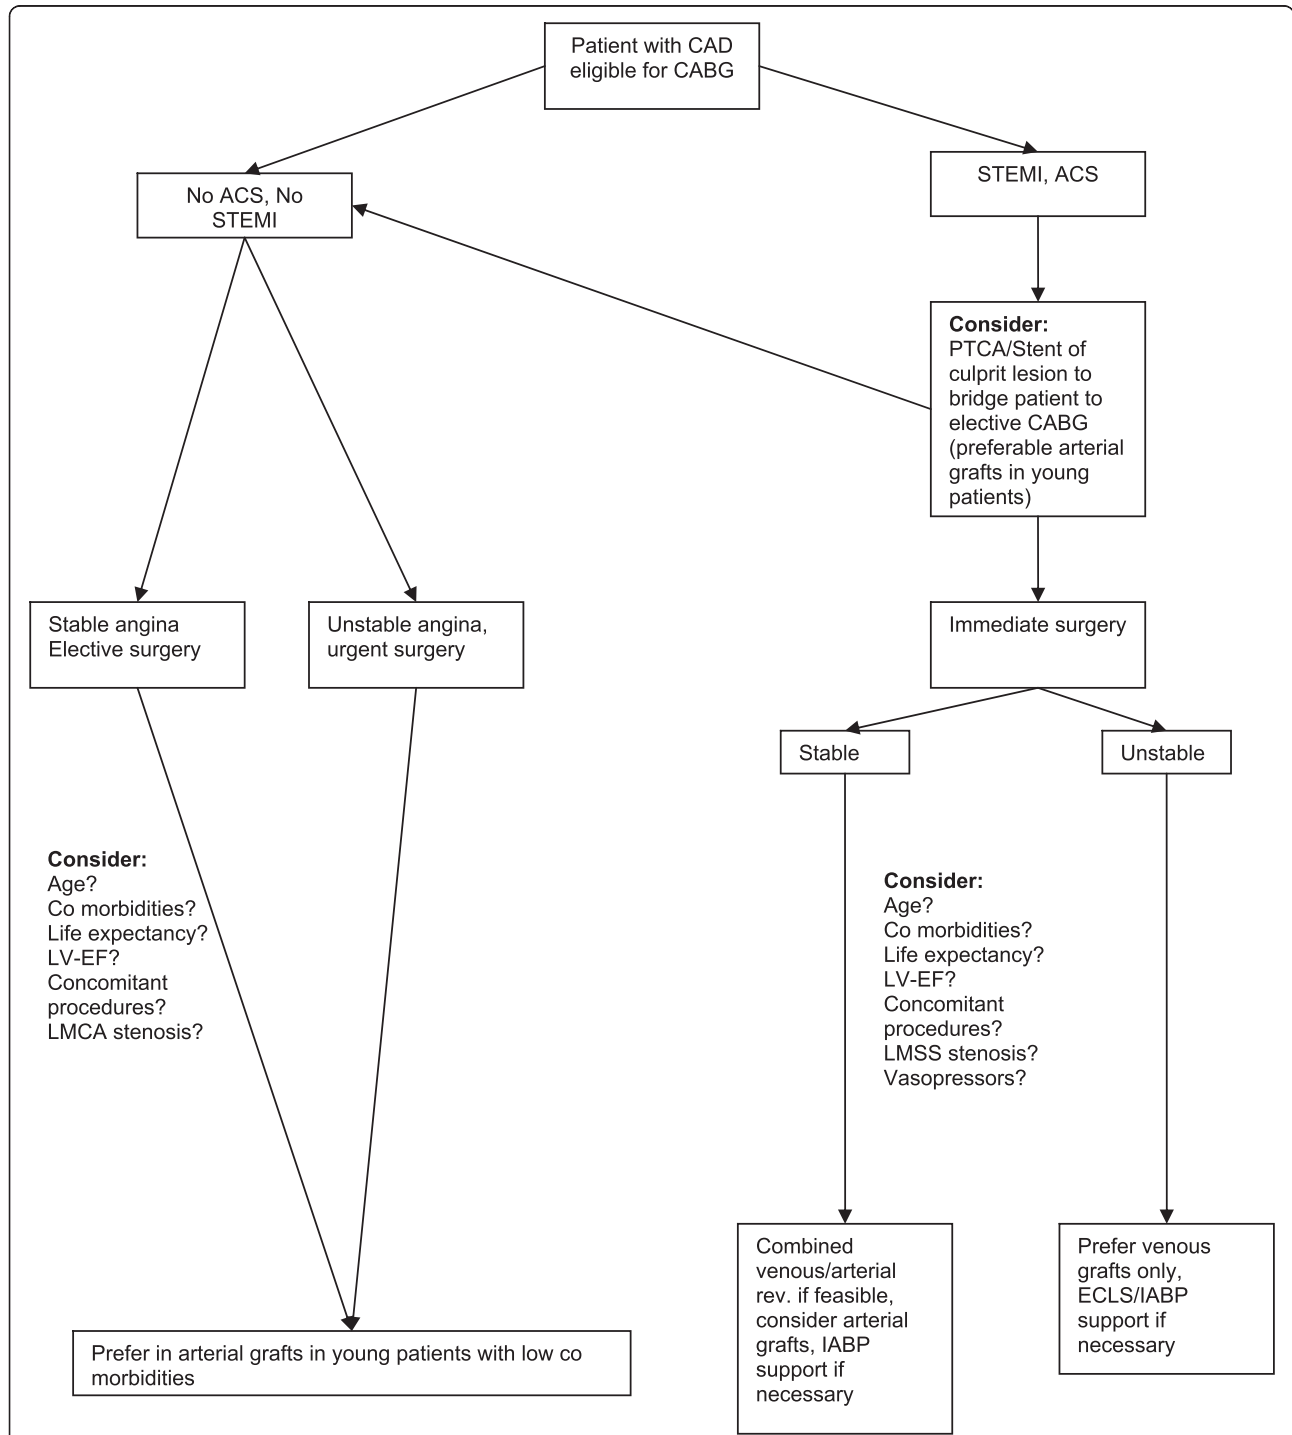 Patient with CAD
eligible for CABG
No ACS, No
STEMI
STEMI, ACS
Consider:
PTCA/Stent of
culprit lesion to
bridge patient to
elective CABG
(preferable arterial
grafts in young
patients)
Stable angina
Elective surgery
Unstable angina,
urgent surgery
Immediate surgery
Stable
Unstable
Consider:
Age?
Co morbidities?
Life expectancy?
LV-EF?
Concomitant
procedures?
LMCA stenosis?
Consider:
Age?
Co morbidities?
Life expectancy?
LV-EF?
Concomitant
procedures?
LMSS stenosis?
Vasopressors?
Prefer in arterial grafts in young patients with low co
morbidities
Combined
venous/arterial
rev. if feasible,
consider arterial
grafts, IABP
support if
necessary
Prefer venous
grafts only,
ECLS/IABP
support if
necessary